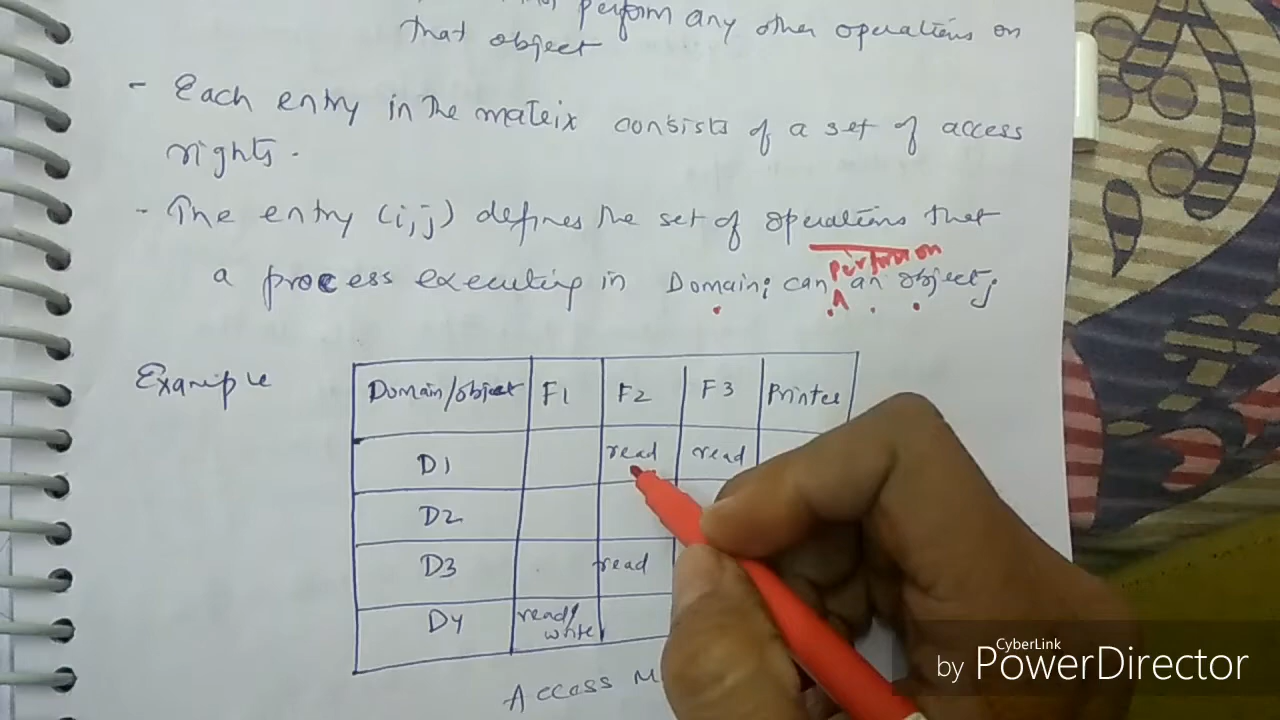 perform any other operations on
that object
- Each entry in the matrix consists of a set of access
rights.
- The entry (i,j) defines the set of operations that
perform on
a process executing in Domain i can ∧ an object j
Example
Domain/object F1 F2 F3 Printer
D1 read read
D2
D3 read
D4 read/
write
Access M
CyberLink
by PowerDirector